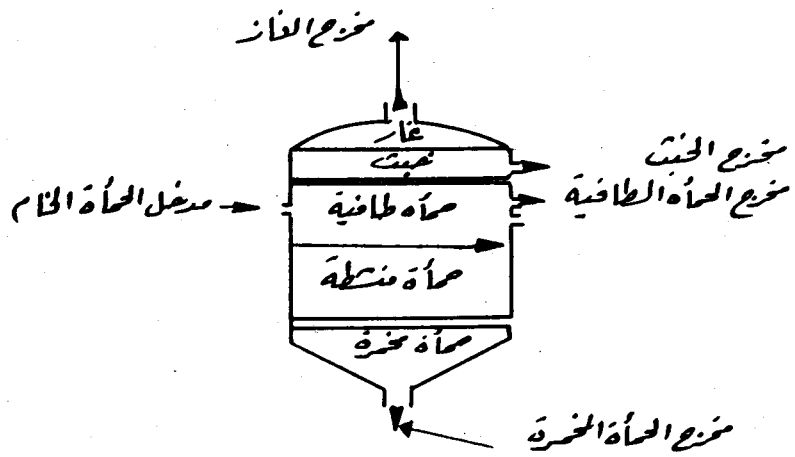 مخرج الغاز
غاز
خبث
مخرج الخبث
مدخل الحمأة الخام
حمأة طافية
مخرج الحمأة الطافية
حمأة منشطة
حمأة مخمرة
مخرج الحمأة المخمرة